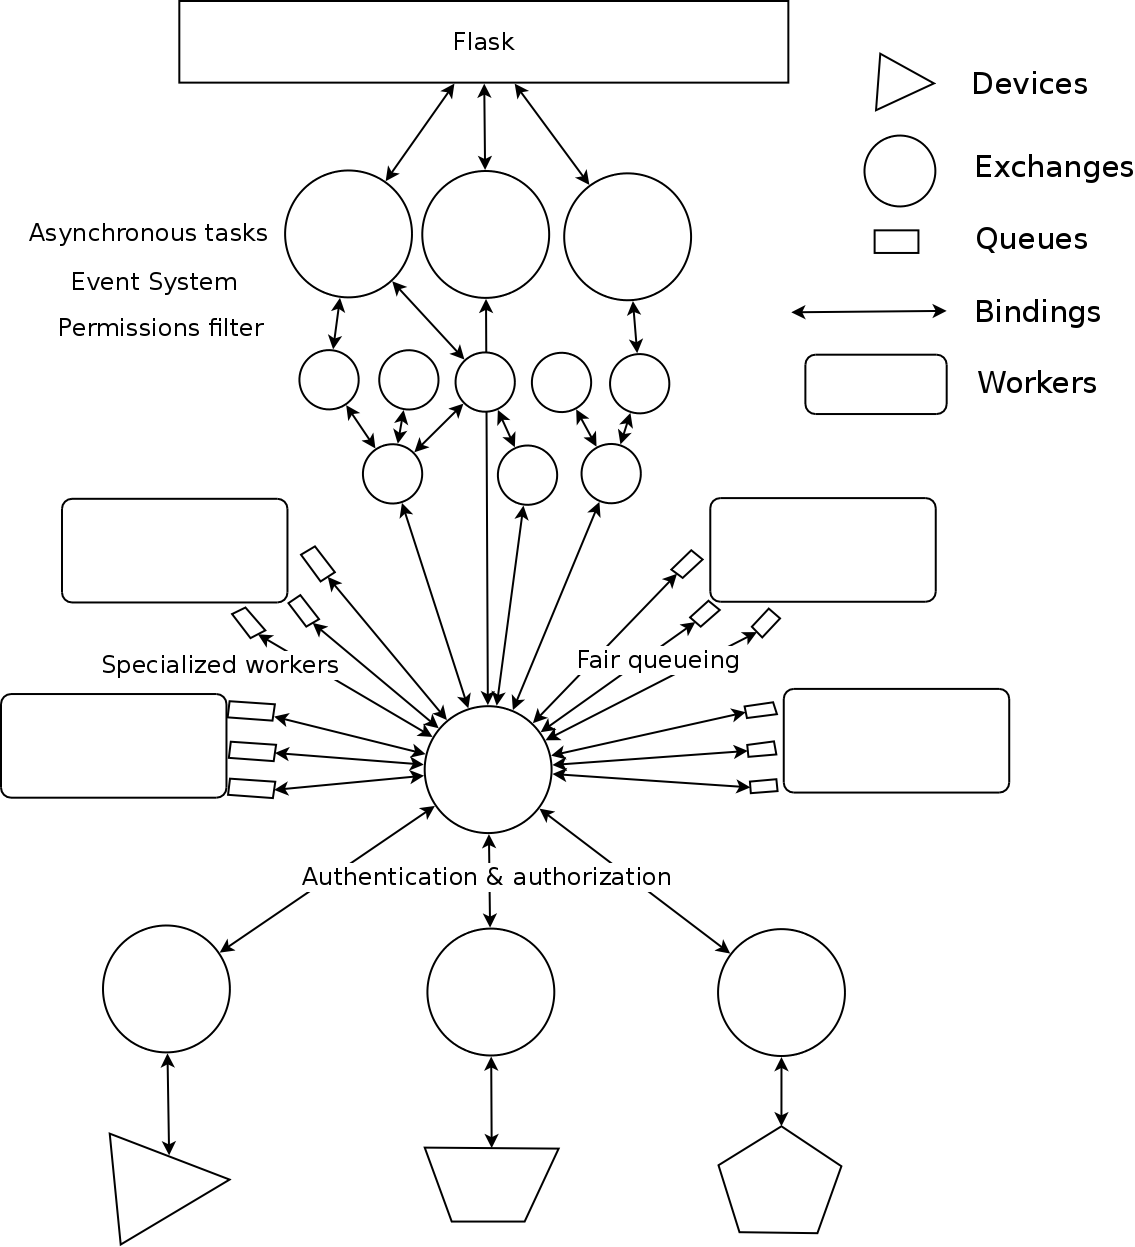 Flask
Devices
Exchanges
Queues
Bindings
Workers
Asynchronous tasks
Event System
Permissions filter
Specialized workers
Fair queueing
Authentication & authorization